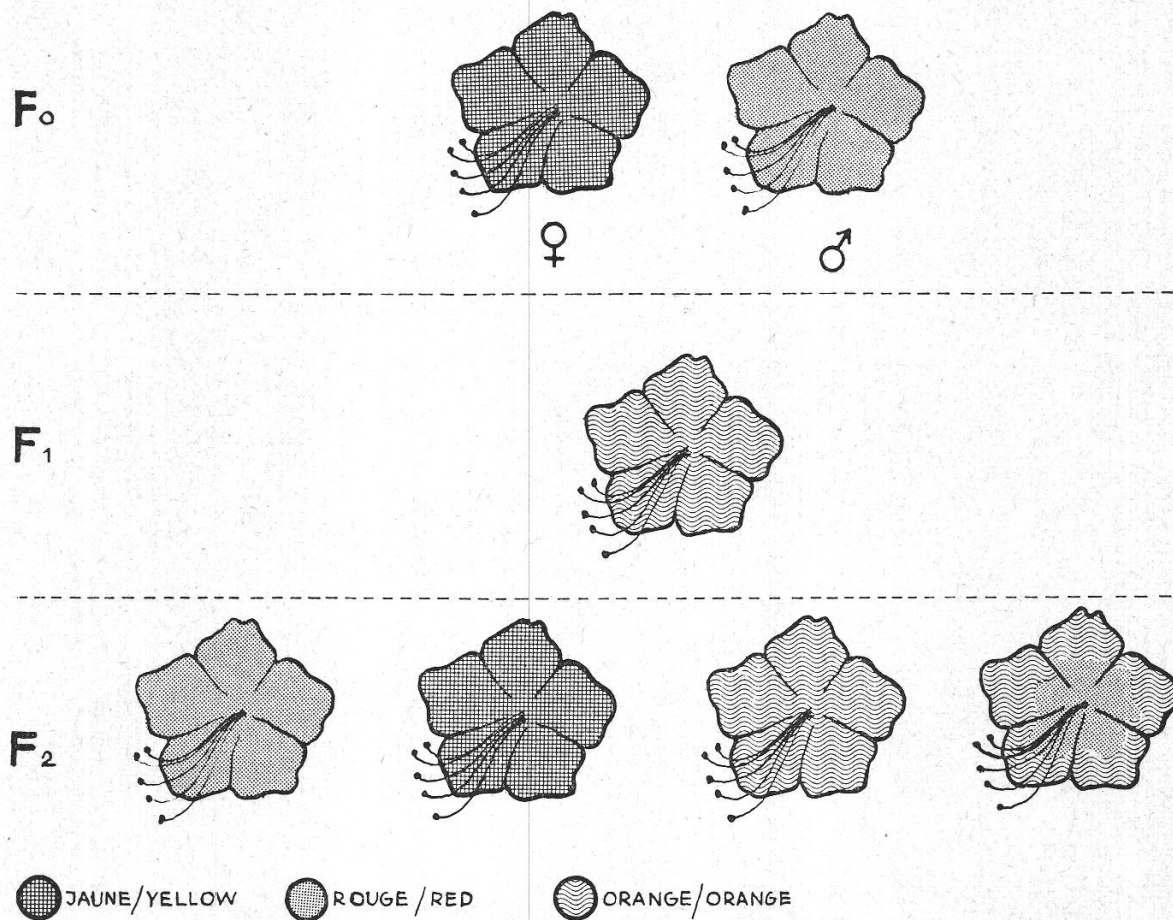 F0
♀ ♂
F1
F2
JAUNE/YELLOW ROUGE/RED ORANGE/ORANGE